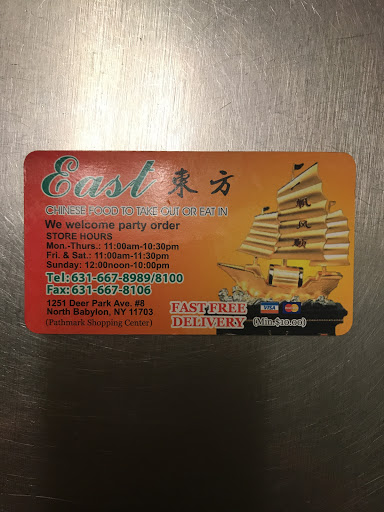 East 東方
CHINESE FOOD TO TAKE OUT OR EAT IN
We welcome party order
STORE HOURS
Mon.-Thurs.: 11:00am-10:30pm
Fri. & Sat.: 11:00am-11:30pm
Sunday: 12:00noon-10:00pm
Tel: 631-667-8989/8100
Fax: 631-667-8106
1251 Deer Park Ave. #8
North Babylon, NY 11703
(Pathmark Shopping Center)
帆风顺
FAST FREE
DELIVERY
VISA
(Min.$10.00)